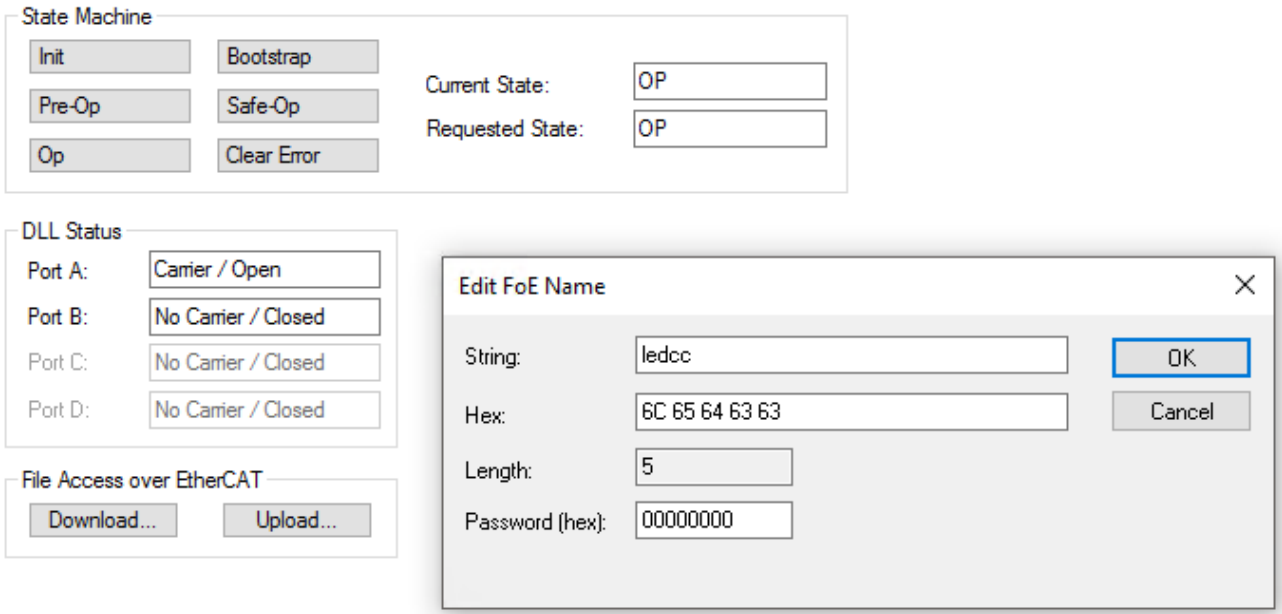 State Machine
Init
Bootstrap
Pre-Op
Safe-Op
Op
Clear Error
Current State:
OP
Requested State:
OP
DLL Status
Port A:
Carrier / Open
Port B:
No Carrier / Closed
Port C:
No Carrier / Closed
Port D:
No Carrier / Closed
File Access over EtherCAT
Download...
Upload...
Edit FoE Name
String:
ledcc
OK
Hex:
6C 65 64 63 63
Cancel
Length:
5
Password (hex):
00000000